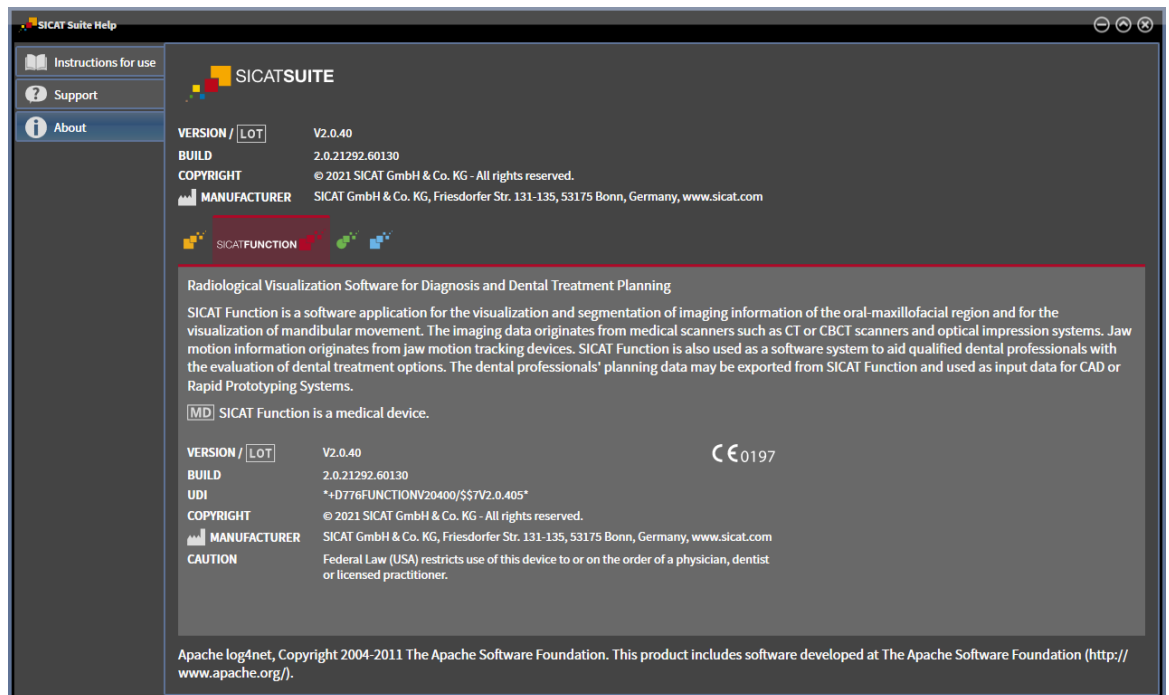 SICAT Suite Help
Instructions for use
Support
About
SICATSUITE
VERSION / LOT V2.0.40
BUILD 2.0.21292.60130
COPYRIGHT © 2021 SICAT GmbH & Co. KG - All rights reserved.
MANUFACTURER SICAT GmbH & Co. KG, Friesdorfer Str. 131-135, 53175 Bonn, Germany, www.sicat.com
SICATFUNCTION
Radiological Visualization Software for Diagnosis and Dental Treatment Planning
SICAT Function is a software application for the visualization and segmentation of imaging information of the oral-maxillofacial region and for the
visualization of mandibular movement. The imaging data originates from medical scanners such as CT or CBCT scanners and optical impression systems. Jaw
motion information originates from jaw motion tracking devices. SICAT Function is also used as a software system to aid qualified dental professionals with
the evaluation of dental treatment options. The dental professionals' planning data may be exported from SICAT Function and used as input data for CAD or
Rapid Prototyping Systems.
MD SICAT Function is a medical device.
VERSION / LOT V2.0.40 CE0197
BUILD 2.0.21292.60130
UDI *+D776FUNCTIONV20400/$$7V2.0.405*
COPYRIGHT © 2021 SICAT GmbH & Co. KG - All rights reserved.
MANUFACTURER SICAT GmbH & Co. KG, Friesdorfer Str. 131-135, 53175 Bonn, Germany, www.sicat.com
CAUTION Federal Law (USA) restricts use of this device to or on the order of a physician, dentist
or licensed practitioner.
Apache log4net, Copyright 2004-2011 The Apache Software Foundation. This product includes software developed at The Apache Software Foundation (http://
www.apache.org/).